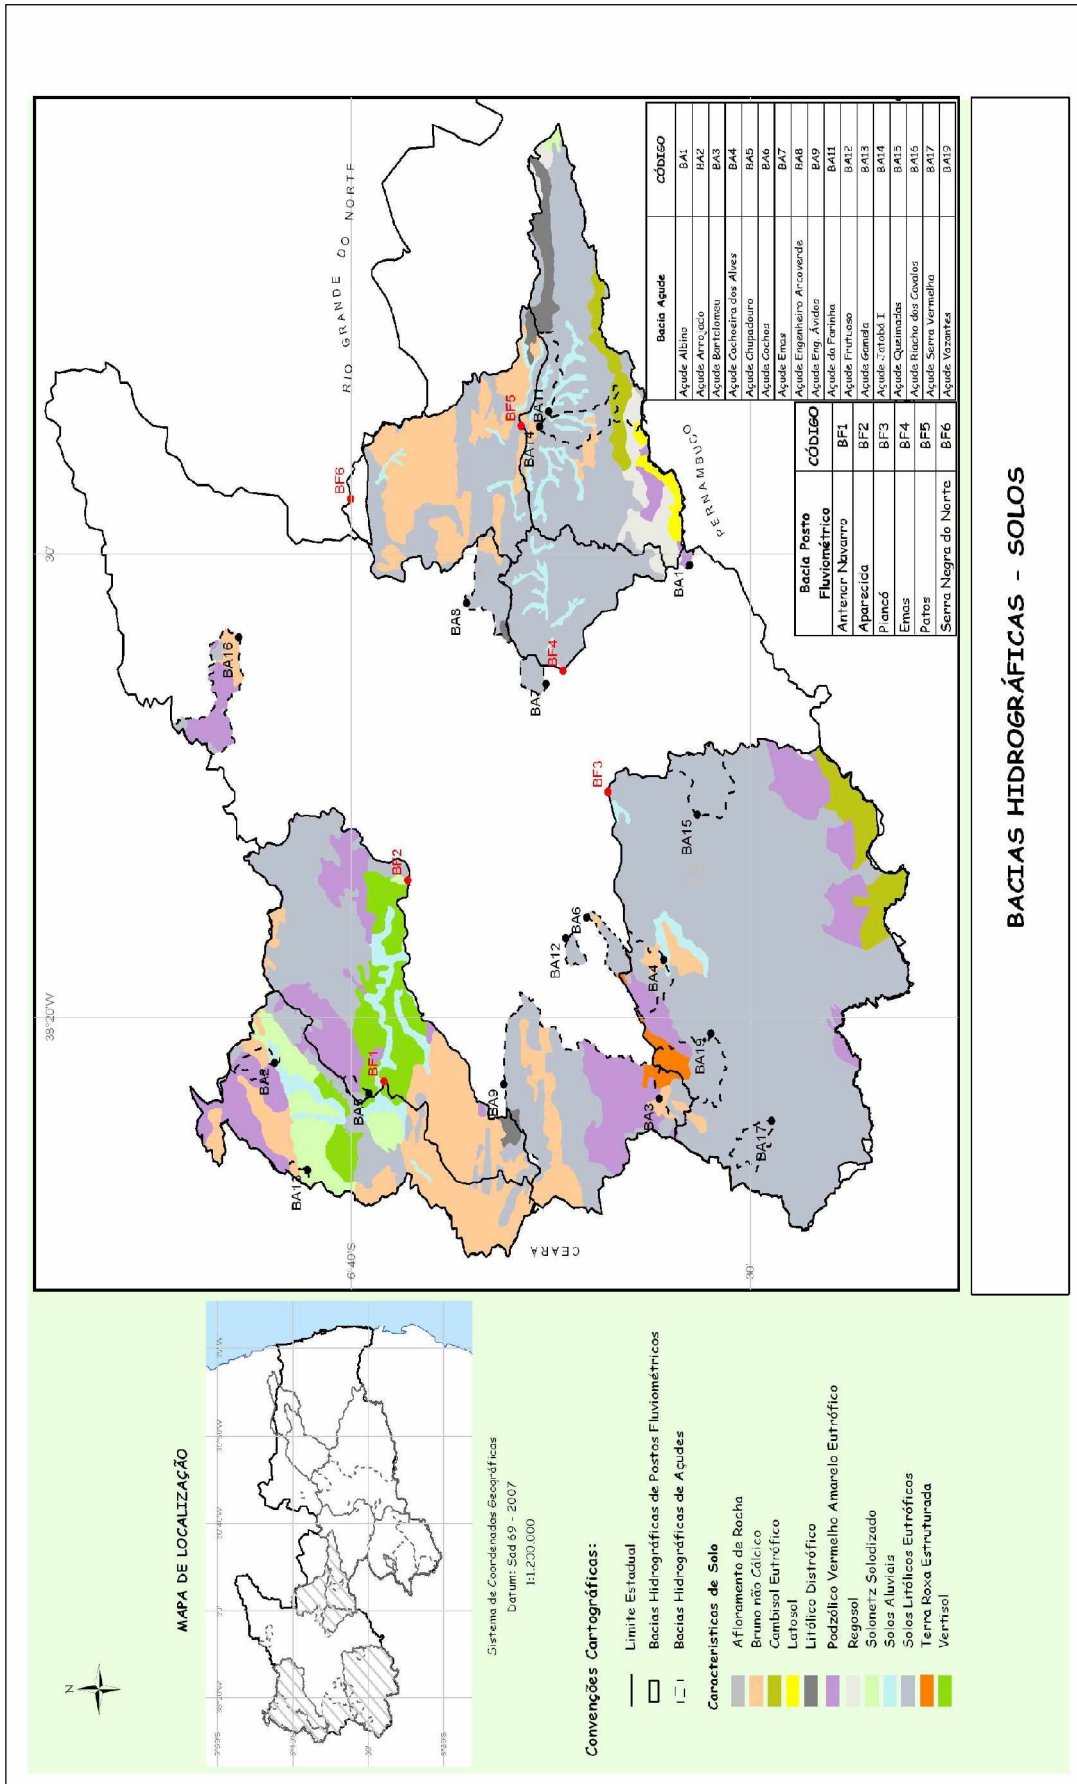 BACIAS HIDROGRÁFICAS - SOLOS
MAPA DE LOCALIZAÇÃO
N
Sistema de Coordenadas Geográficas
Datum: Sad 69 - 2007
1:1.200.000
Convenções Cartográficas:
Limite Estadual
Bacias Hidrográficas de Postos Fluviométricos
Bacias Hidrográficas de Açudes
Características de Solo
Afloramento de Rocha
Bruno não Cálcico
Cambisol Eutrófico
Latosol
Litólico Distrófico
Podzólico Vermelho Amarelo Eutrófico
Regosol
Solonetz Solodizado
Solos Aluviais
Solos Litólicos Eutróficos
Terra Roxa Estruturada
Vertisol
38°20'W
30'
6°40'S
30'
RIO GRANDE DO NORTE
CEARA
PERNAMBUCO
BA16
BF6
BA2
BF2
BF1
BA9
BA8
BF5
BA14
BA11
BA7
BF4
BA1
BF3
BA12
BA6
BA4
BA15
BA3
BA19
BA17
Bacia Posto Fluviométrico CÓDIGO
Antenor Navarro BF1
Aparecida BF2
Piancó BF3
Emas BF4
Patos BF5
Serra Negra do Norte BF6
Bacia Açude CÓDIGO
Açude Albino BA1
Açude Arrojado BA2
Açude Bartolomeu BA3
Açude Cachoeira dos Alves BA4
Açude Chupadouro BA5
Açude Cochos BA6
Açude Emas BA7
Açude Engenheiro Arcoverde BA8
Açude Eng. Ávidos BA9
Açude da Farinha BA11
Açude Frutuoso BA12
Açude Gamela BA13
Açude Jatobá I BA14
Açude Queimadas BA15
Açude Riacho dos Cavalos BA16
Açude Serra Vermelha BA17
Açude Vazantes BA19